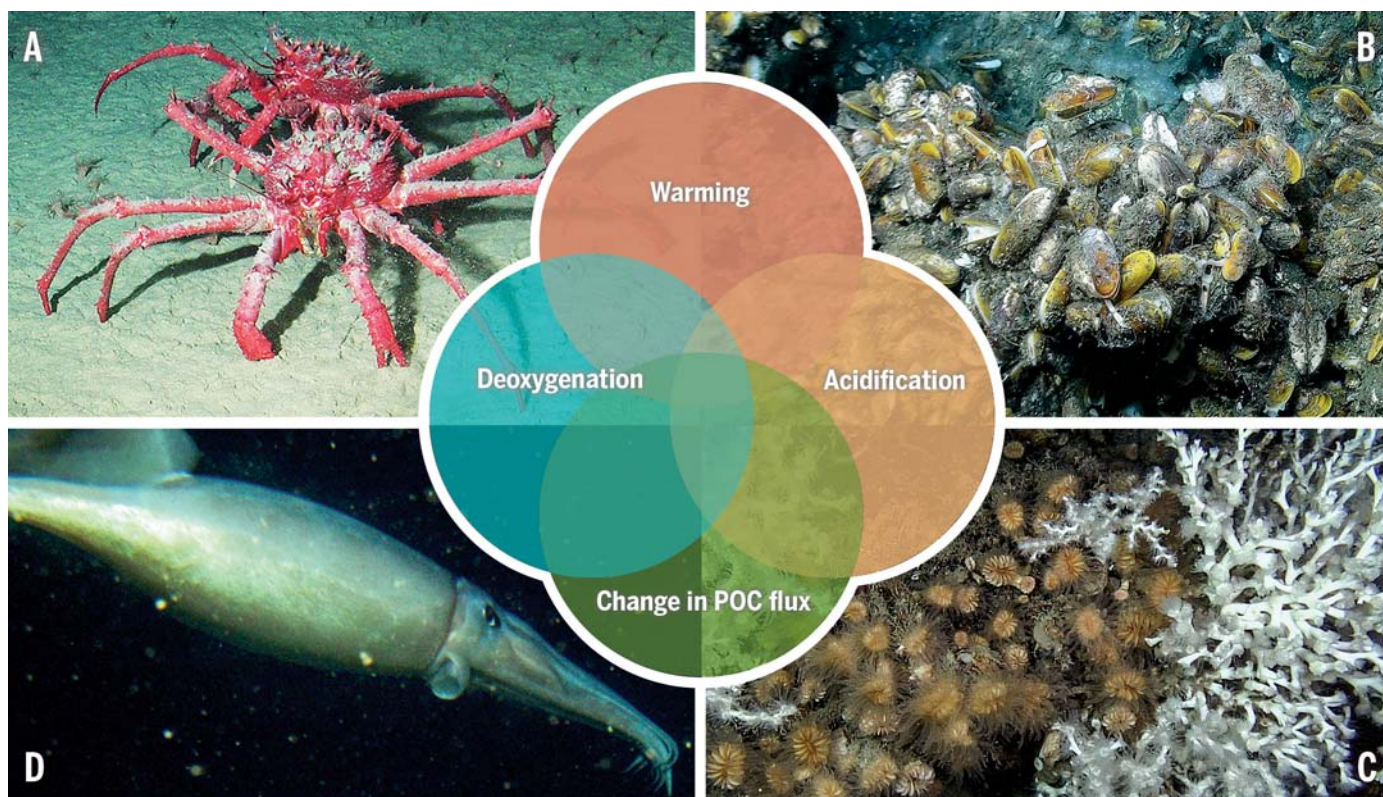 A
B
Warming
Deoxygenation
Acidification
Change in POC flux
D
C